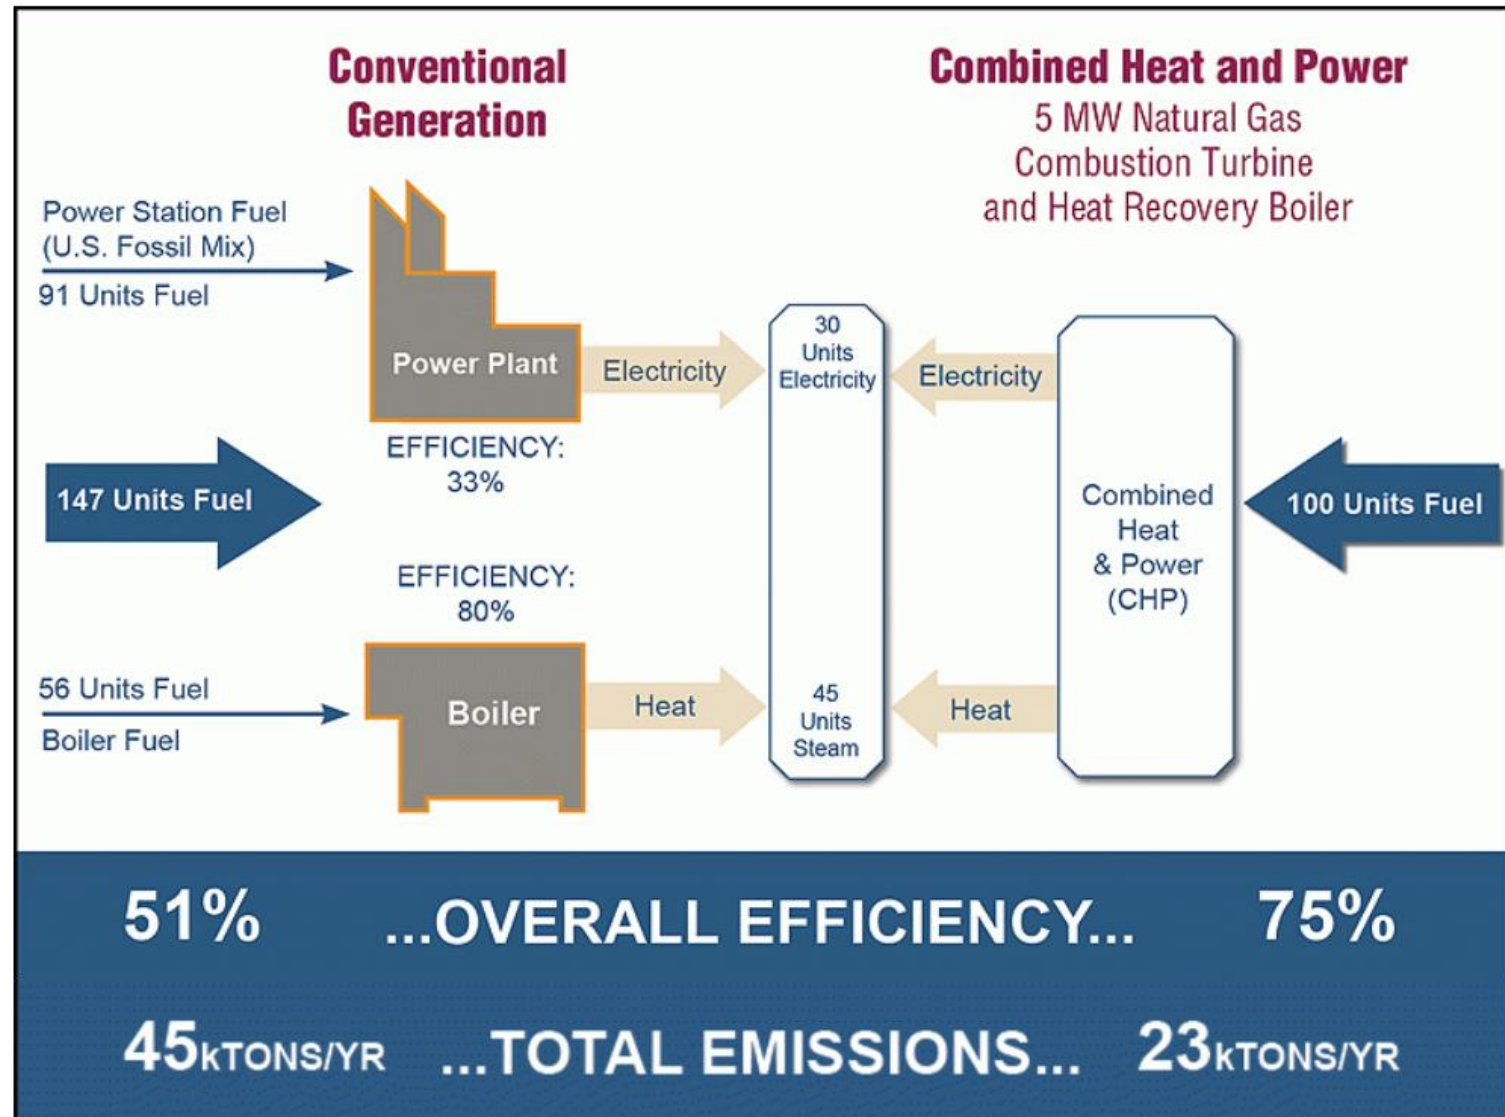 Conventional
Generation
Combined Heat and Power
5 MW Natural Gas
Combustion Turbine
and Heat Recovery Boiler
Power Station Fuel
(U.S. Fossil Mix)
91 Units Fuel
Power Plant
Electricity
30
Units
Electricity
Electricity
EFFICIENCY:
33%
147 Units Fuel
Combined
Heat
& Power
(CHP)
100 Units Fuel
EFFICIENCY:
80%
56 Units Fuel
Boiler Fuel
Boiler
Heat
45
Units
Steam
Heat
51% ...OVERALL EFFICIENCY... 75%
45kTONS/YR ...TOTAL EMISSIONS... 23kTONS/YR